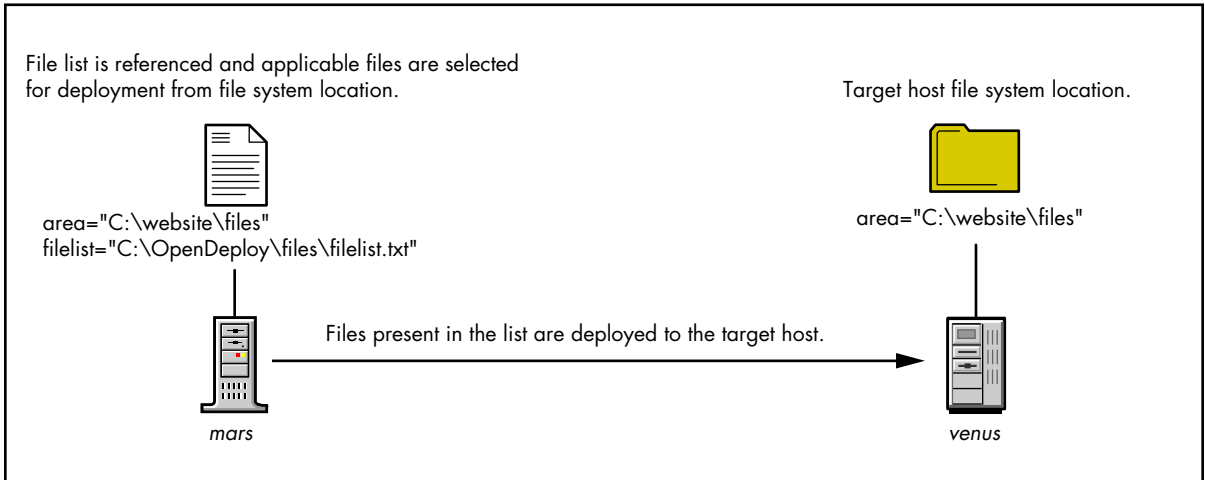 File list is referenced and applicable files are selected
for deployment from file system location.
Target host file system location.
area="C:\website\files"
filelist="C:\OpenDeploy\files\filelist.txt"
area="C:\website\files"
Files present in the list are deployed to the target host.
mars
venus